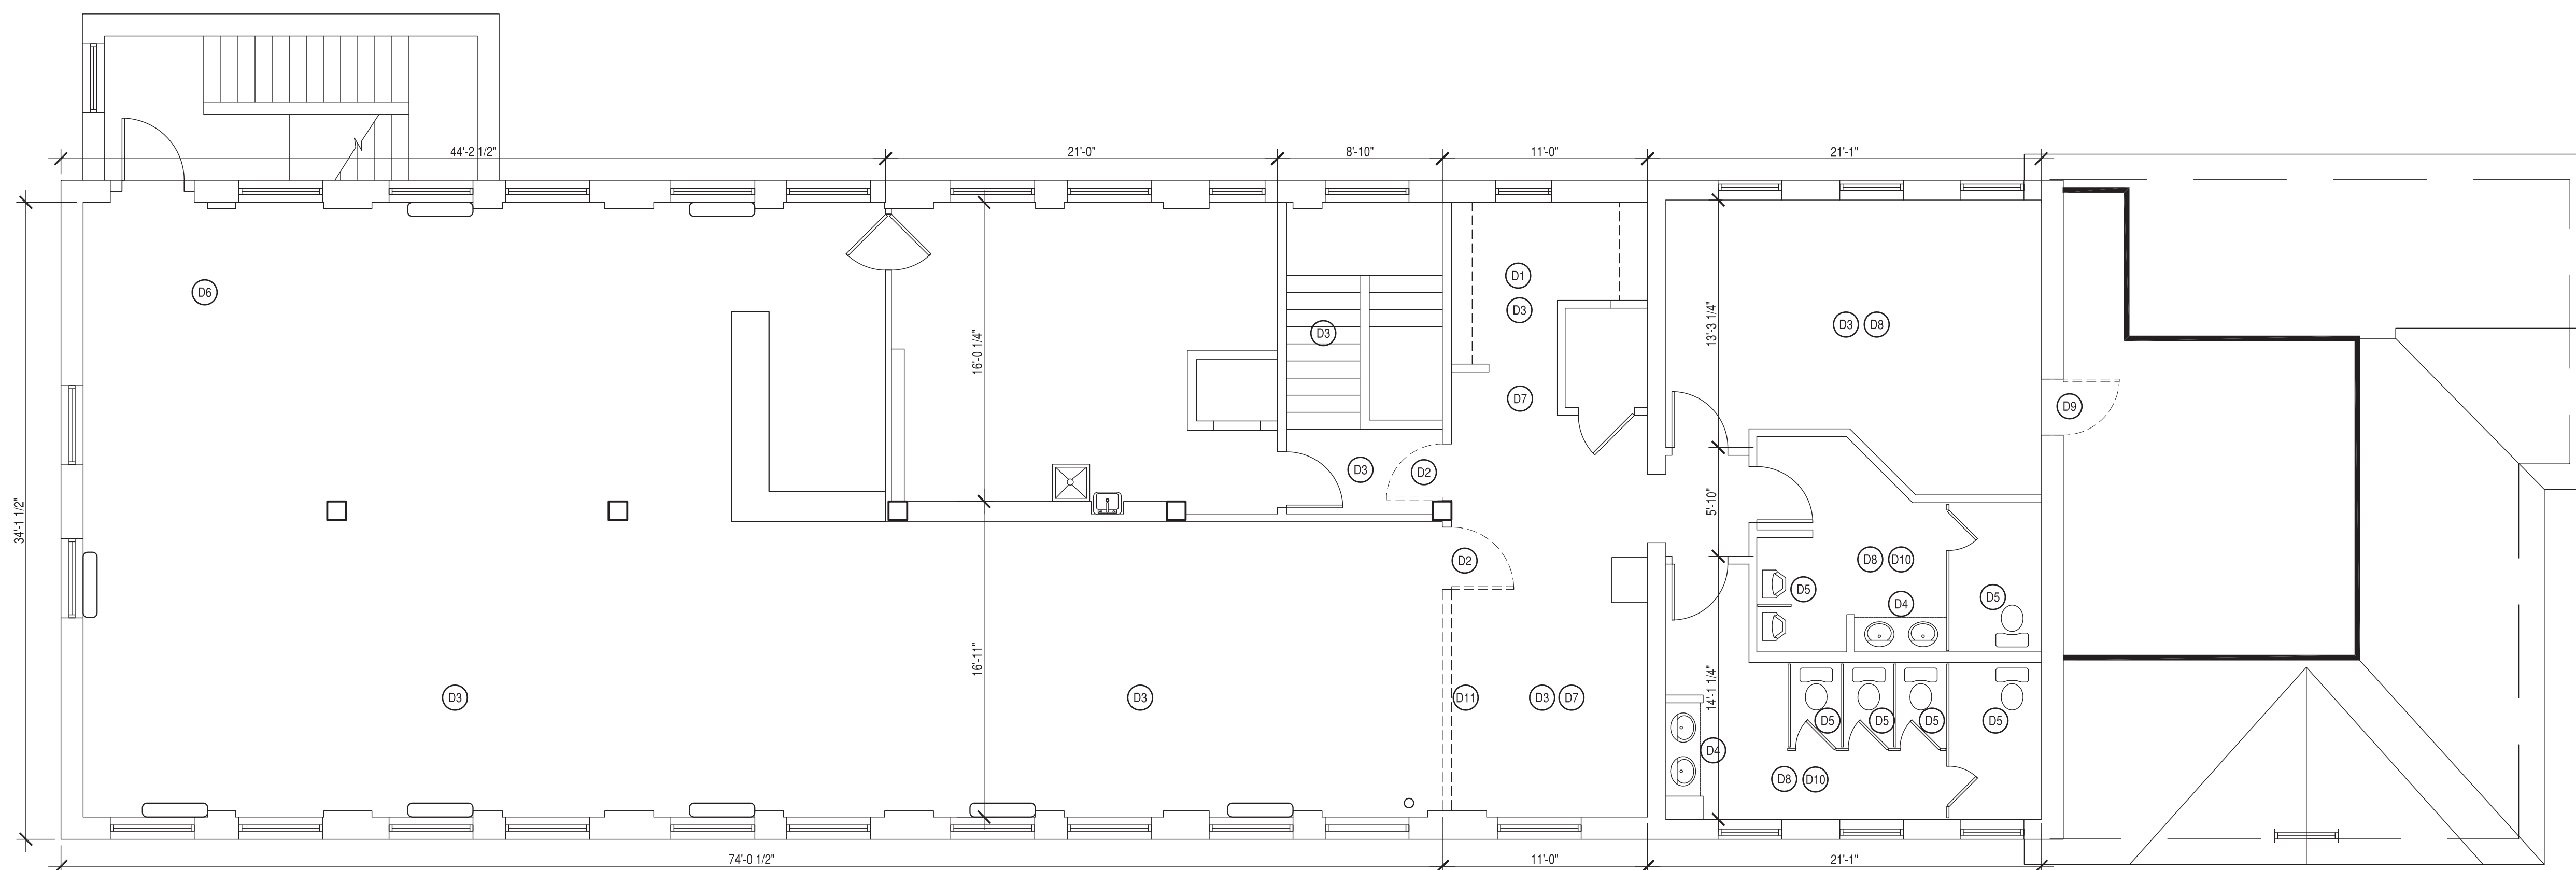 44'-2 1/2"
21'-0"
8'-10"
11'-0"
21'-1"
D6
D1
D3
D3
D3 D8
13'-3 1/4"
16'-0 1/4"
D7
D9
D3
D2
34'-1 1/2"
5'-10"
D2
D8 D10
D5
D4
D5
16'-11"
14'-1 1/4"
D3
D3
D11
D3 D7
D5
D5
D5
D5
D4
D8 D10
74'-0 1/2"
11'-0"
21'-1"